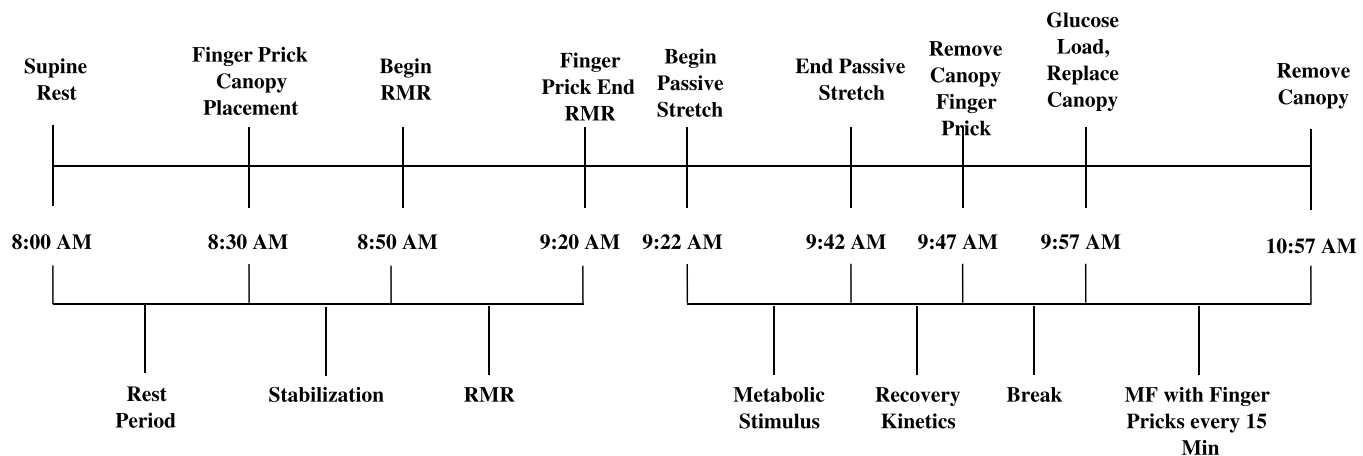 Supine
Rest
Finger Prick
Canopy
Placement
Begin
RMR
Finger
Prick End
RMR
Begin
Passive
Stretch
End Passive
Stretch
Remove
Canopy
Finger
Prick
Glucose
Load,
Replace
Canopy
Remove
Canopy
8:00 AM
8:30 AM
8:50 AM
9:20 AM
9:22 AM
9:42 AM
9:47 AM
9:57 AM
10:57 AM
Rest
Period
Stabilization
RMR
Metabolic
Stimulus
Recovery
Kinetics
Break
MF with Finger
Pricks every 15
Min